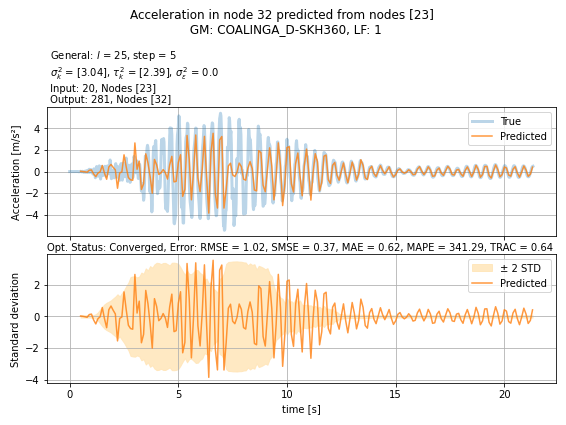 Acceleration in node 32 predicted from nodes [23]
GM: COALINGA_D-SKH360, LF: 1
General: l = 25, step = 5
σ²ₖ = [3.04], τ²ₖ = [2.39], σ²ε = 0.0
Input: 20, Nodes [23]
Output: 281, Nodes [32]
Acceleration [m/s²]
4
2
0
−2
−4
True
Predicted
Opt. Status: Converged, Error: RMSE = 1.02, SMSE = 0.37, MAE = 0.62, MAPE = 341.29, TRAC = 0.64
Standard deviation
2
0
−2
−4
± 2 STD
Predicted
0 5 10 15 20
time [s]